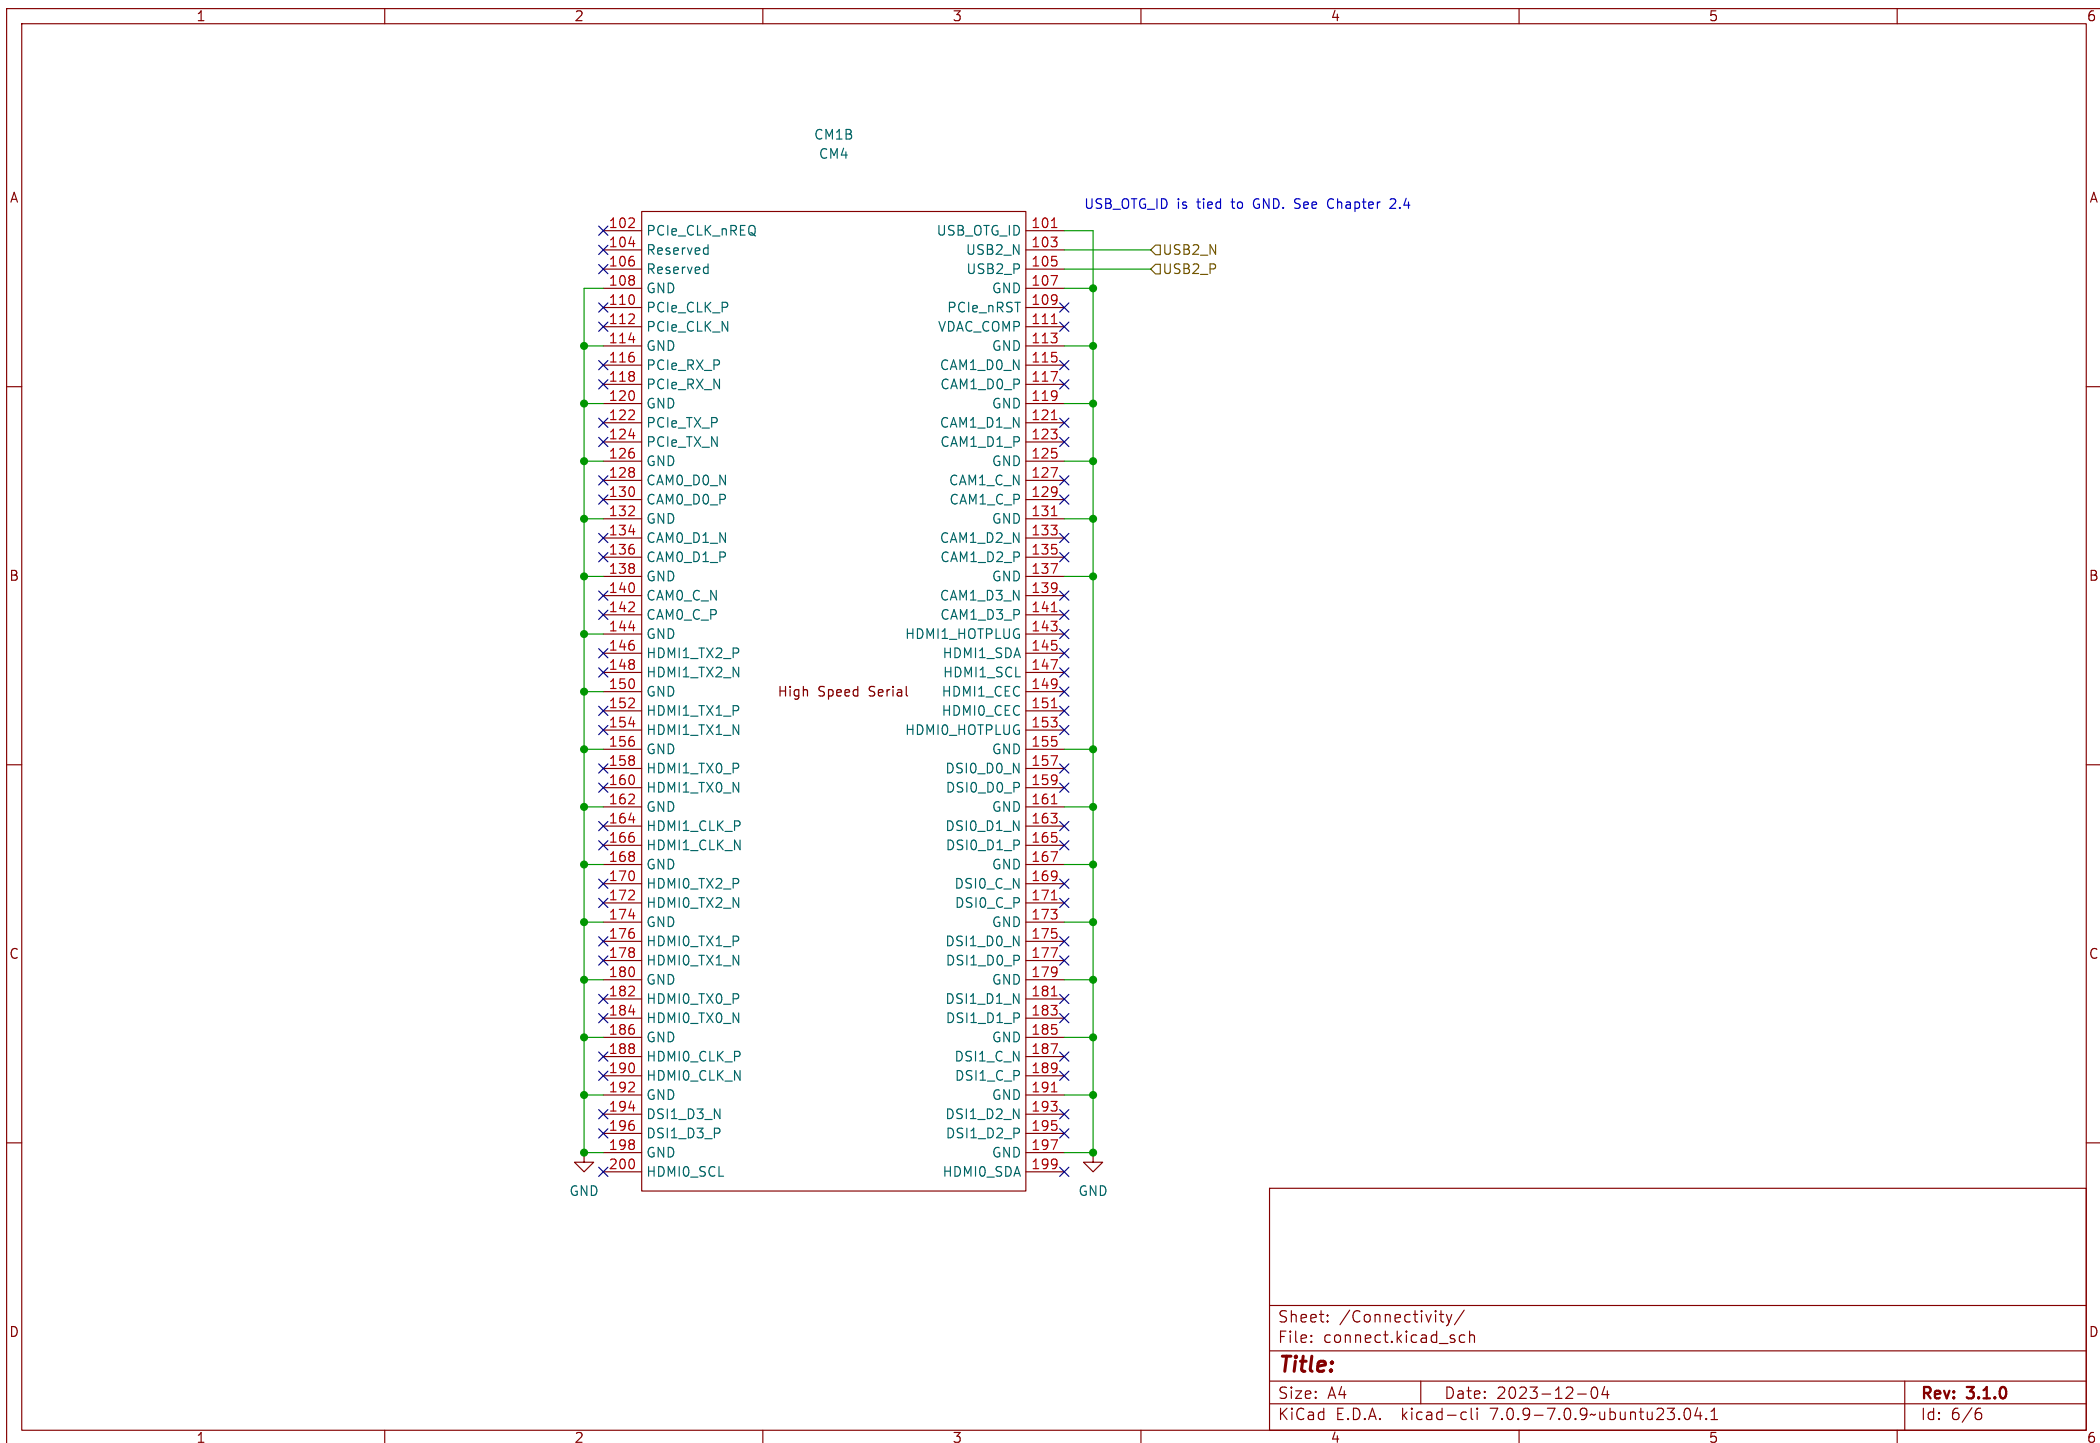 1 2 3 4 5 6
CM1B
CM4
A A
USB_OTG_ID is tied to GND. See Chapter 2.4
102 PCIe_CLK_nREQ USB_OTG_ID 101
104 Reserved USB2_N 103 USB2_N
106 Reserved USB2_P 105 USB2_P
108 GND GND 107
110 PCIe_CLK_P PCIe_nRST 109
112 PCIe_CLK_N VDAC_COMP 111
114 GND GND 113
116 PCIe_RX_P CAM1_D0_N 115
118 PCIe_RX_N CAM1_D0_P 117
120 GND GND 119
122 PCIe_TX_P CAM1_D1_N 121
124 PCIe_TX_N CAM1_D1_P 123
126 GND GND 125
128 CAM0_D0_N CAM1_C_N 127
130 CAM0_D0_P CAM1_C_P 129
132 GND GND 131
134 CAM0_D1_N CAM1_D2_N 133
136 CAM0_D1_P CAM1_D2_P 135
B 138 GND GND 137 B
140 CAM0_C_N CAM1_D3_N 139
142 CAM0_C_P CAM1_D3_P 141
144 GND HDMI1_HOTPLUG 143
146 HDMI1_TX2_P HDMI1_SDA 145
148 HDMI1_TX2_N HDMI1_SCL 147
150 GND High Speed Serial HDMI1_CEC 149
152 HDMI1_TX1_P HDMI0_CEC 151
154 HDMI1_TX1_N HDMI0_HOTPLUG 153
156 GND GND 155
158 HDMI1_TX0_P DSI0_D0_N 157
160 HDMI1_TX0_N DSI0_D0_P 159
162 GND GND 161
164 HDMI1_CLK_P DSI0_D1_N 163
166 HDMI1_CLK_N DSI0_D1_P 165
168 GND GND 167
170 HDMI0_TX2_P DSI0_C_N 169
172 HDMI0_TX2_N DSI0_C_P 171
174 GND GND 173
176 HDMI0_TX1_P DSI1_D0_N 175
C 178 HDMI0_TX1_N DSI1_D0_P 177 C
180 GND GND 179
182 HDMI0_TX0_P DSI1_D1_N 181
184 HDMI0_TX0_N DSI1_D1_P 183
186 GND GND 185
188 HDMI0_CLK_P DSI1_C_N 187
190 HDMI0_CLK_N DSI1_C_P 189
192 GND GND 191
194 DSI1_D3_N DSI1_D2_N 193
196 DSI1_D3_P DSI1_D2_P 195
198 GND GND 197
200 HDMI0_SCL HDMI0_SDA 199
GND GND
Sheet: /Connectivity/
D D
File: connect.kicad_sch
Title:
Size: A4 Date: 2023-12-04 Rev: 3.1.0
KiCad E.D.A. kicad-cli 7.0.9-7.0.9~ubuntu23.04.1 Id: 6/6
1 2 3 4 5 6